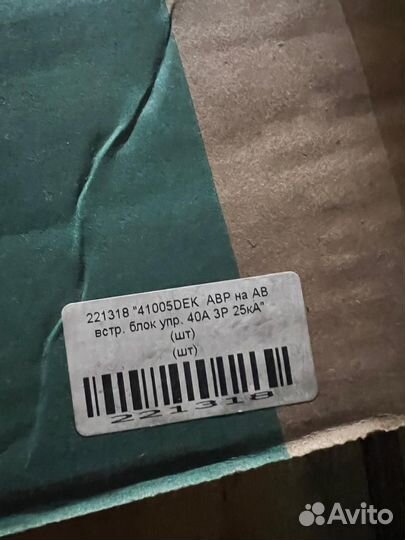 221318 "41005DEK АВР на АВ
встр. блок упр. 40А 3Р 25кА"
(шт)
(шт)
221318
Avito